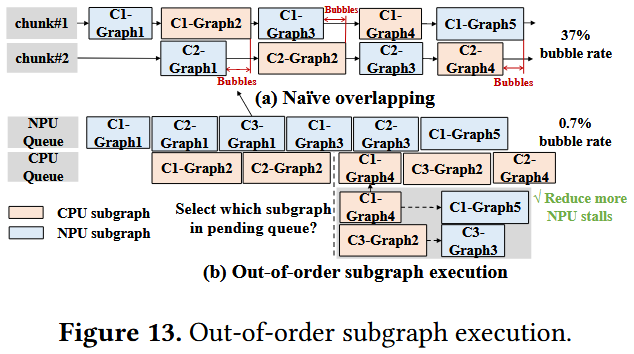 chunk#1
C1-Graph1
C1-Graph2
Bubbles
C1-Graph3
C1-Graph4
C1-Graph5
37% bubble rate
chunk#2
C2-Graph1
Bubbles
C2-Graph2
C2-Graph3
C2-Graph4
Bubbles
(a) Naïve overlapping
NPU Queue
C1-Graph1
C2-Graph1
C3-Graph1
C1-Graph3
C2-Graph3
C1-Graph5
0.7% bubble rate
CPU Queue
C1-Graph2
C2-Graph2
C1-Graph4
C3-Graph2
C2-Graph4
CPU subgraph
NPU subgraph
Select which subgraph
in pending queue?
C1-Graph4
C1-Graph5
C3-Graph2
C3-Graph3
√ Reduce more
NPU stalls
(b) Out-of-order subgraph execution
Figure 13. Out-of-order subgraph execution.